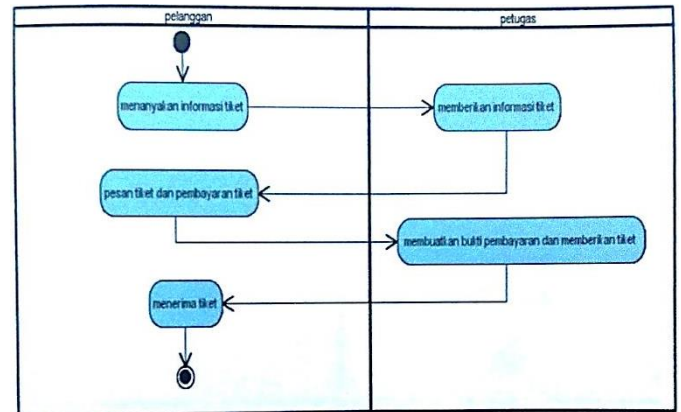 pelanggan
petugas
menanyakan informasi tiket
memberikan informasi tiket
pesan tiket dan pembayaran tiket
membuatkan bukti pembayaran dan memberikan tiket
menerima tiket